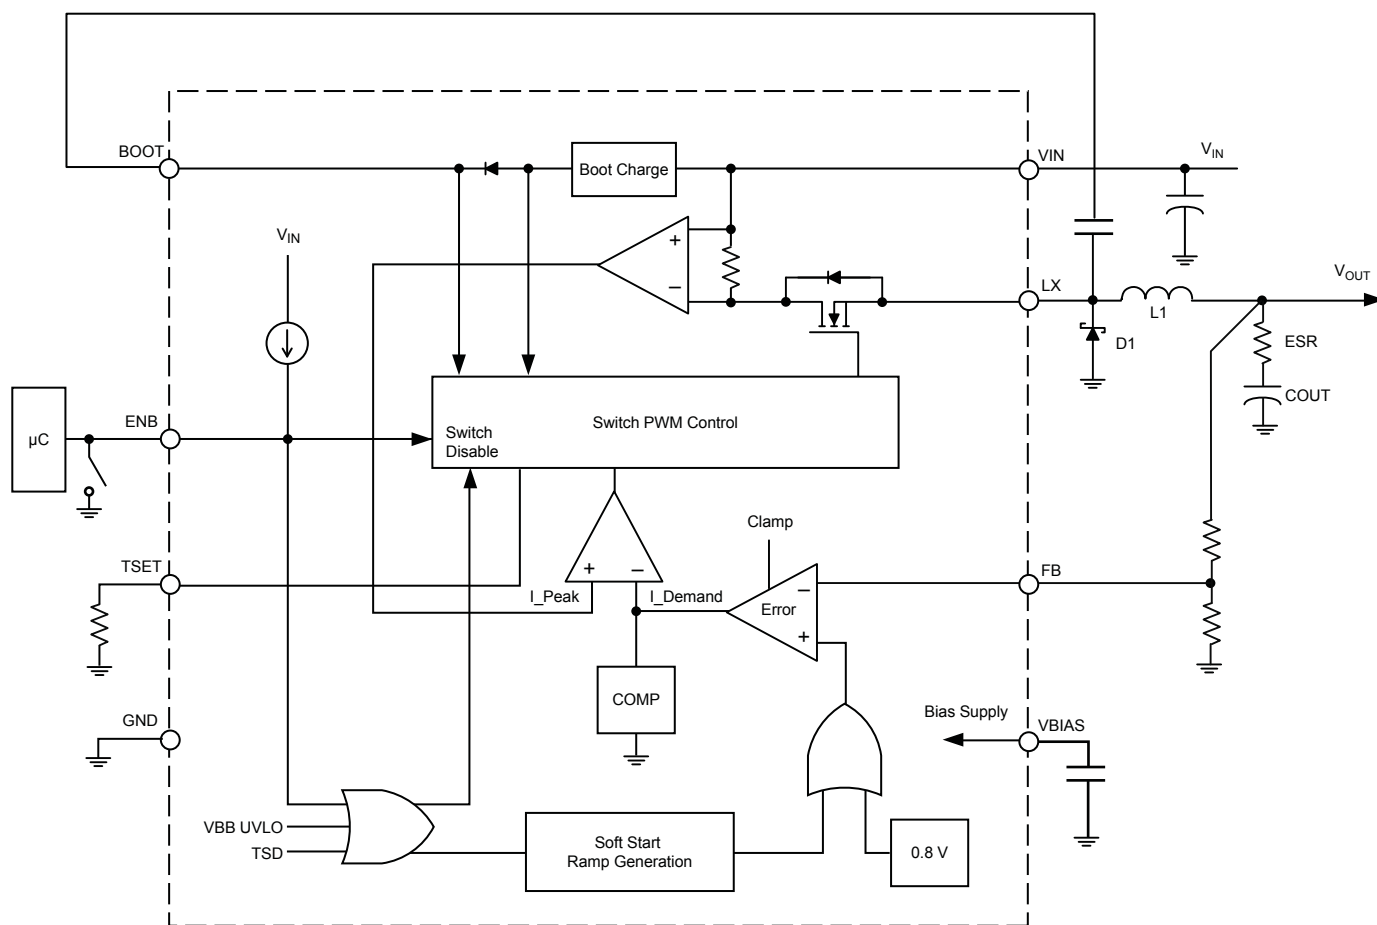 BOOT
Boot Charge
VIN
VIN
VIN
+
−
LX
VOUT
L1
D1
ESR
COUT
µC
ENB
Switch
Disable
Switch PWM Control
Clamp
TSET
+
−
I_Peak
I_Demand
Error
−
+
FB
COMP
GND
Bias Supply
VBIAS
VBB UVLO
TSD
Soft Start
Ramp Generation
0.8 V